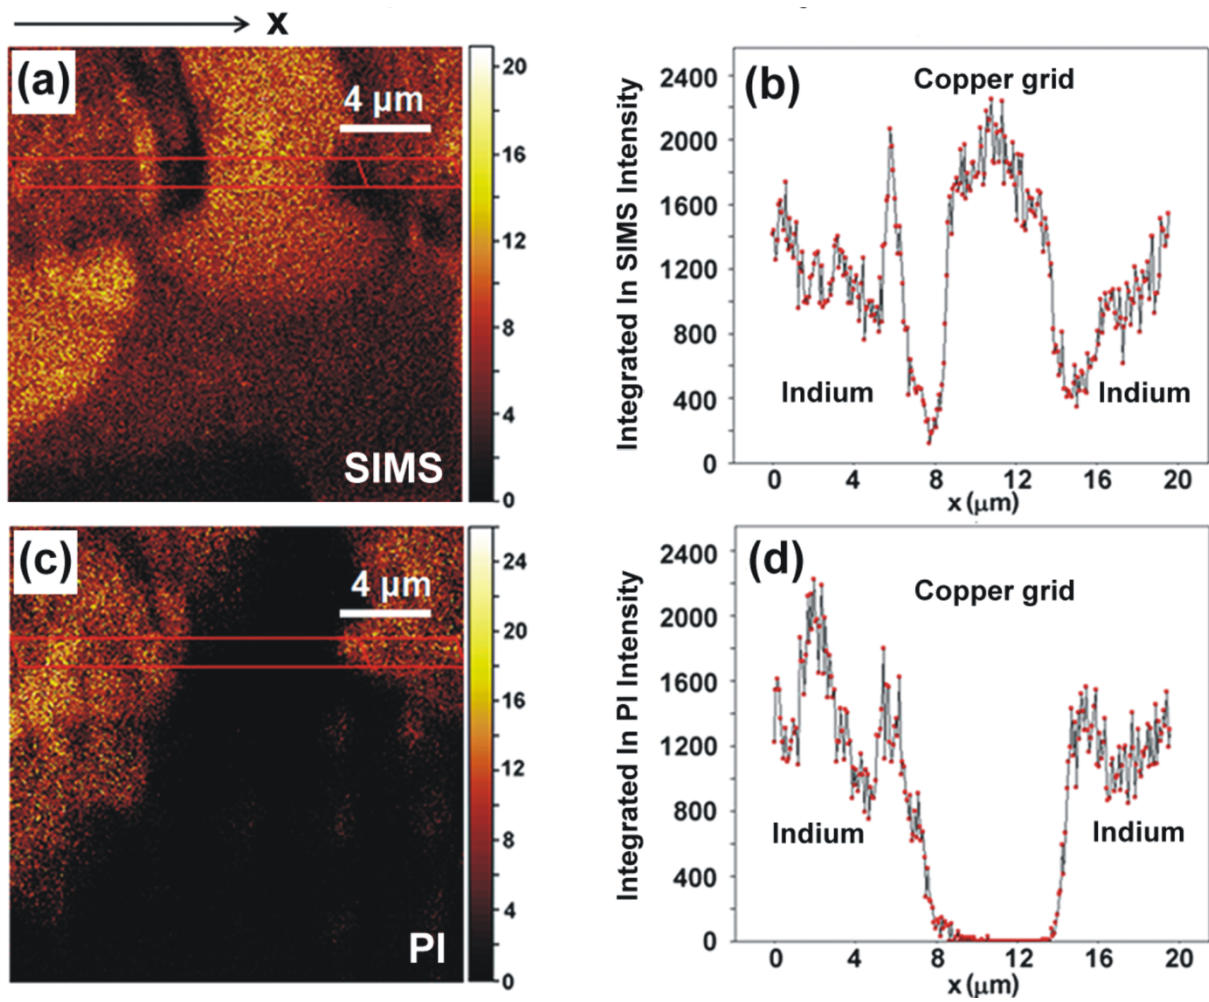 x
(a)
4 µm
SIMS
20
16
12
8
4
0
(b)
Copper grid
Indium
Indium
Integrated In SIMS Intensity
2400
2000
1600
1200
800
400
0
0 4 8 12 16 20
x (µm)
(c)
4 µm
PI
24
20
16
12
8
4
0
(d)
Copper grid
Indium
Indium
Integrated In PI Intensity
2400
2000
1600
1200
800
400
0
0 4 8 12 16 20
x (µm)